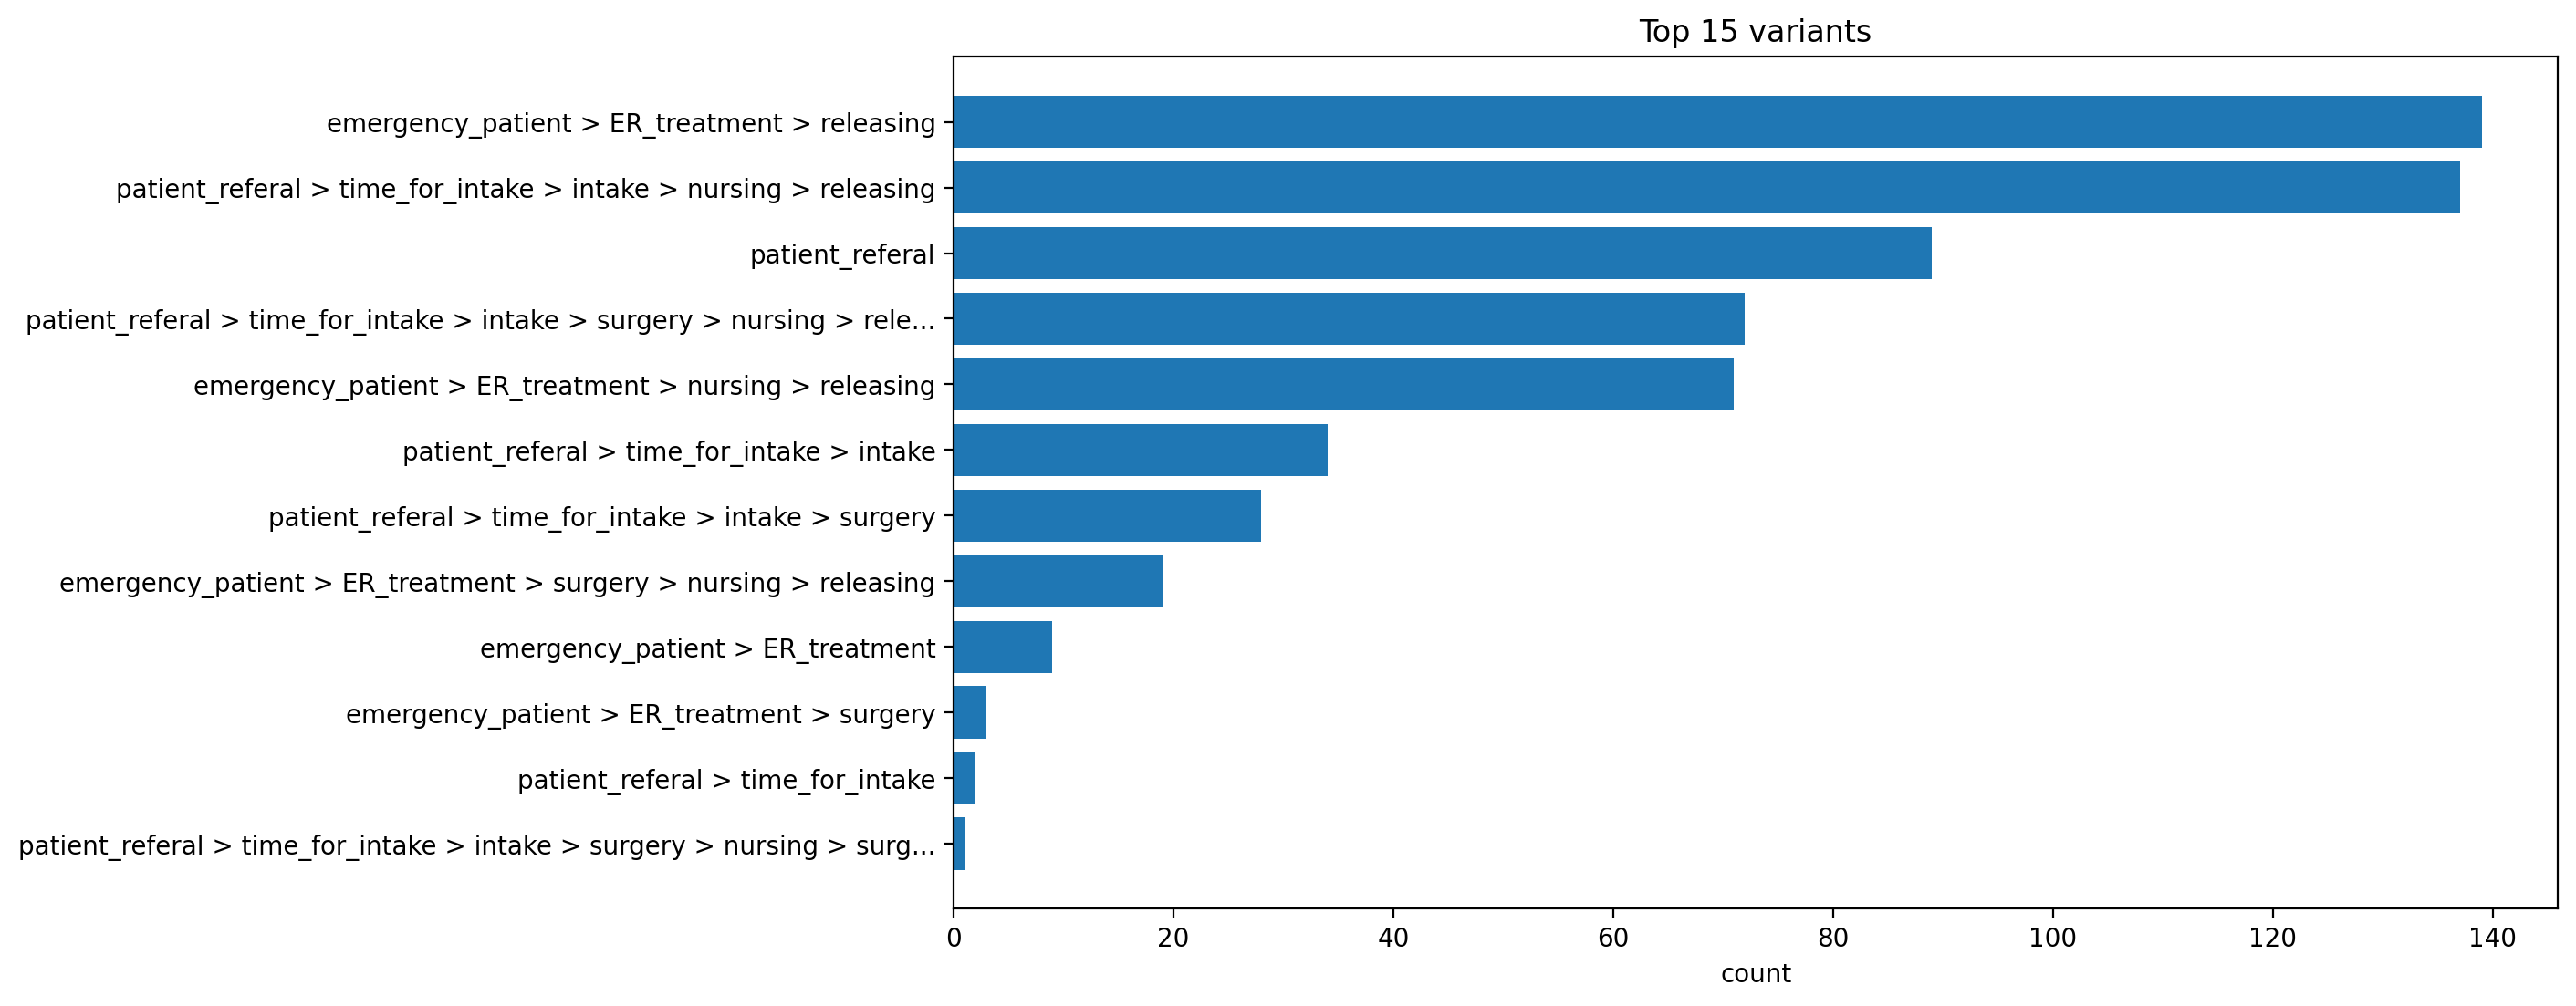 Top 15 variants
emergency_patient > ER_treatment > releasing
patient_referal > time_for_intake > intake > nursing > releasing
patient_referal
patient_referal > time_for_intake > intake > surgery > nursing > rele...
emergency_patient > ER_treatment > nursing > releasing
patient_referal > time_for_intake > intake
patient_referal > time_for_intake > intake > surgery
emergency_patient > ER_treatment > surgery > nursing > releasing
emergency_patient > ER_treatment
emergency_patient > ER_treatment > surgery
patient_referal > time_for_intake
patient_referal > time_for_intake > intake > surgery > nursing > surg...
0 20 40 60 80 100 120 140
count